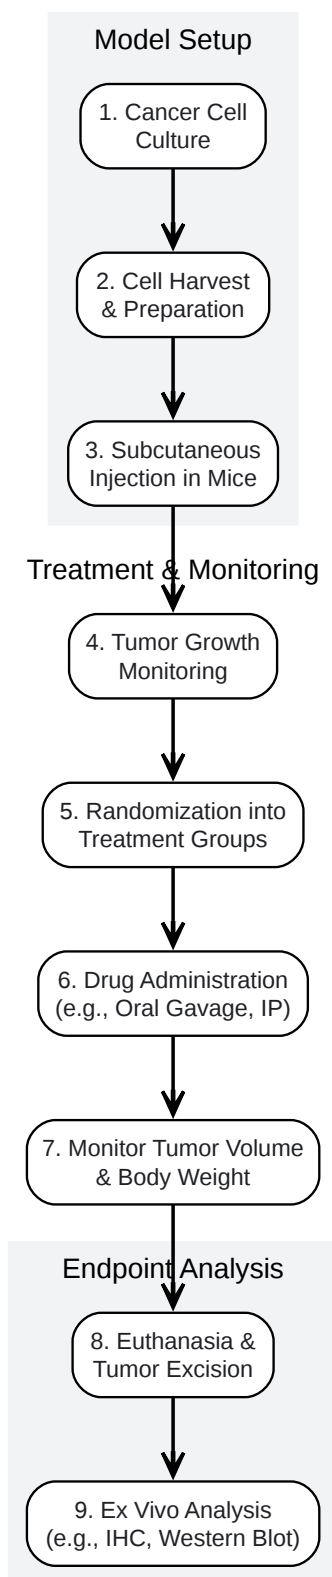 Model Setup
1. Cancer Cell
Culture
2. Cell Harvest
& Preparation
3. Subcutaneous
Injection in Mice
Treatment & Monitoring
4. Tumor Growth
Monitoring
5. Randomization into
Treatment Groups
6. Drug Administration
(e.g., Oral Gavage, IP)
7. Monitor Tumor Volume
& Body Weight
Endpoint Analysis
8. Euthanasia &
Tumor Excision
9. Ex Vivo Analysis
(e.g., IHC, Western Blot)